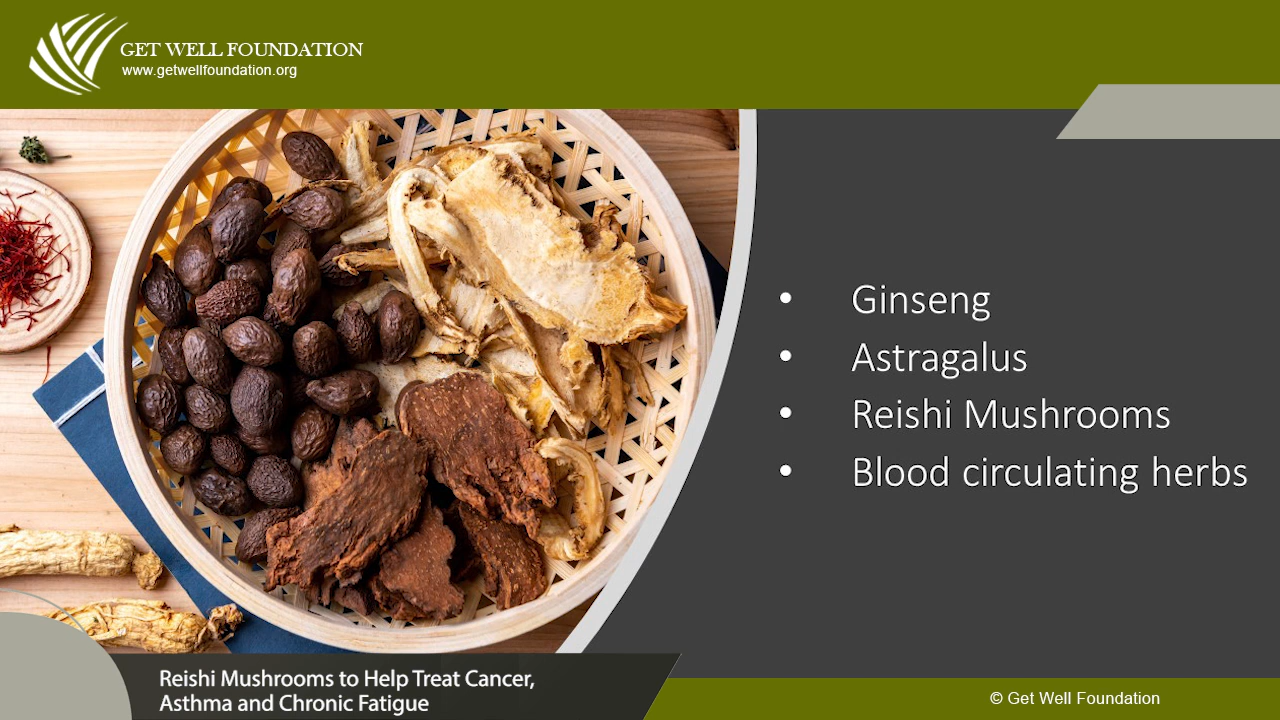 GET WELL FOUNDATION
www.getwellfoundation.org
• Ginseng
• Astragalus
• Reishi Mushrooms
• Blood circulating herbs
Reishi Mushrooms to Help Treat Cancer,
Asthma and Chronic Fatigue
© Get Well Foundation